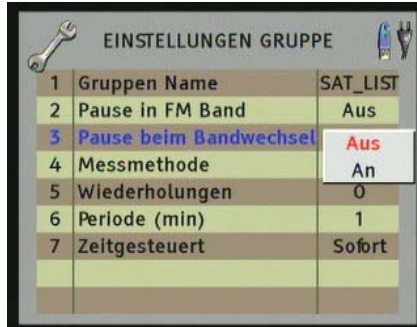 EINSTELLUNGEN GRUPPE
1 Gruppen Name SAT_LIST
2 Pause in FM Band Aus
3 Pause beim Bandwechsel Aus
4 Messmethode An
5 Wiederholungen 0
6 Periode (min) 1
7 Zeitgesteuert Sofort